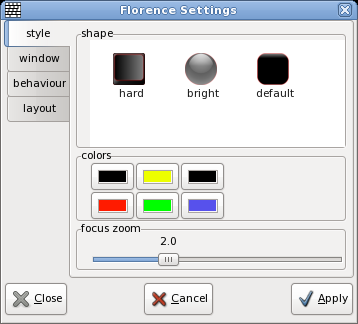 Florence Settings
style
window
behaviour
layout
shape
hard
bright
default
colors
focus zoom
2.0
Close
Cancel
Apply